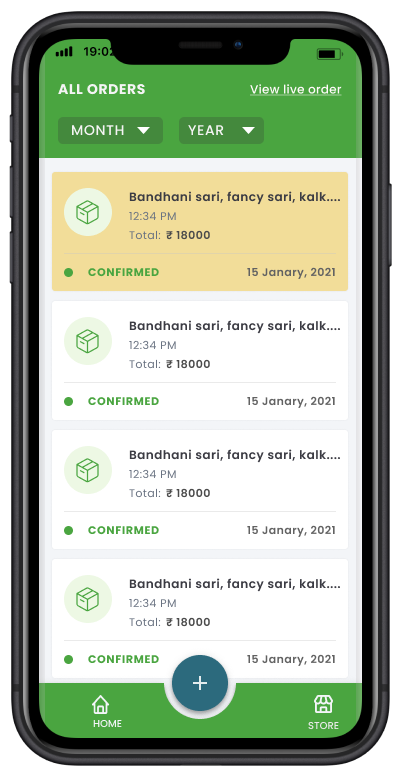 19:02
ALL ORDERS
View live order
MONTH
YEAR
Bandhani sari, fancy sari, kalk....
12:34 PM
Total: ₹ 18000
CONFIRMED
15 Janary, 2021
Bandhani sari, fancy sari, kalk....
12:34 PM
Total: ₹ 18000
CONFIRMED
15 Janary, 2021
Bandhani sari, fancy sari, kalk....
12:34 PM
Total: ₹ 18000
CONFIRMED
15 Janary, 2021
Bandhani sari, fancy sari, kalk....
12:34 PM
Total: ₹ 18000
CONFIRMED
15 Janary, 2021
+
HOME
STORE